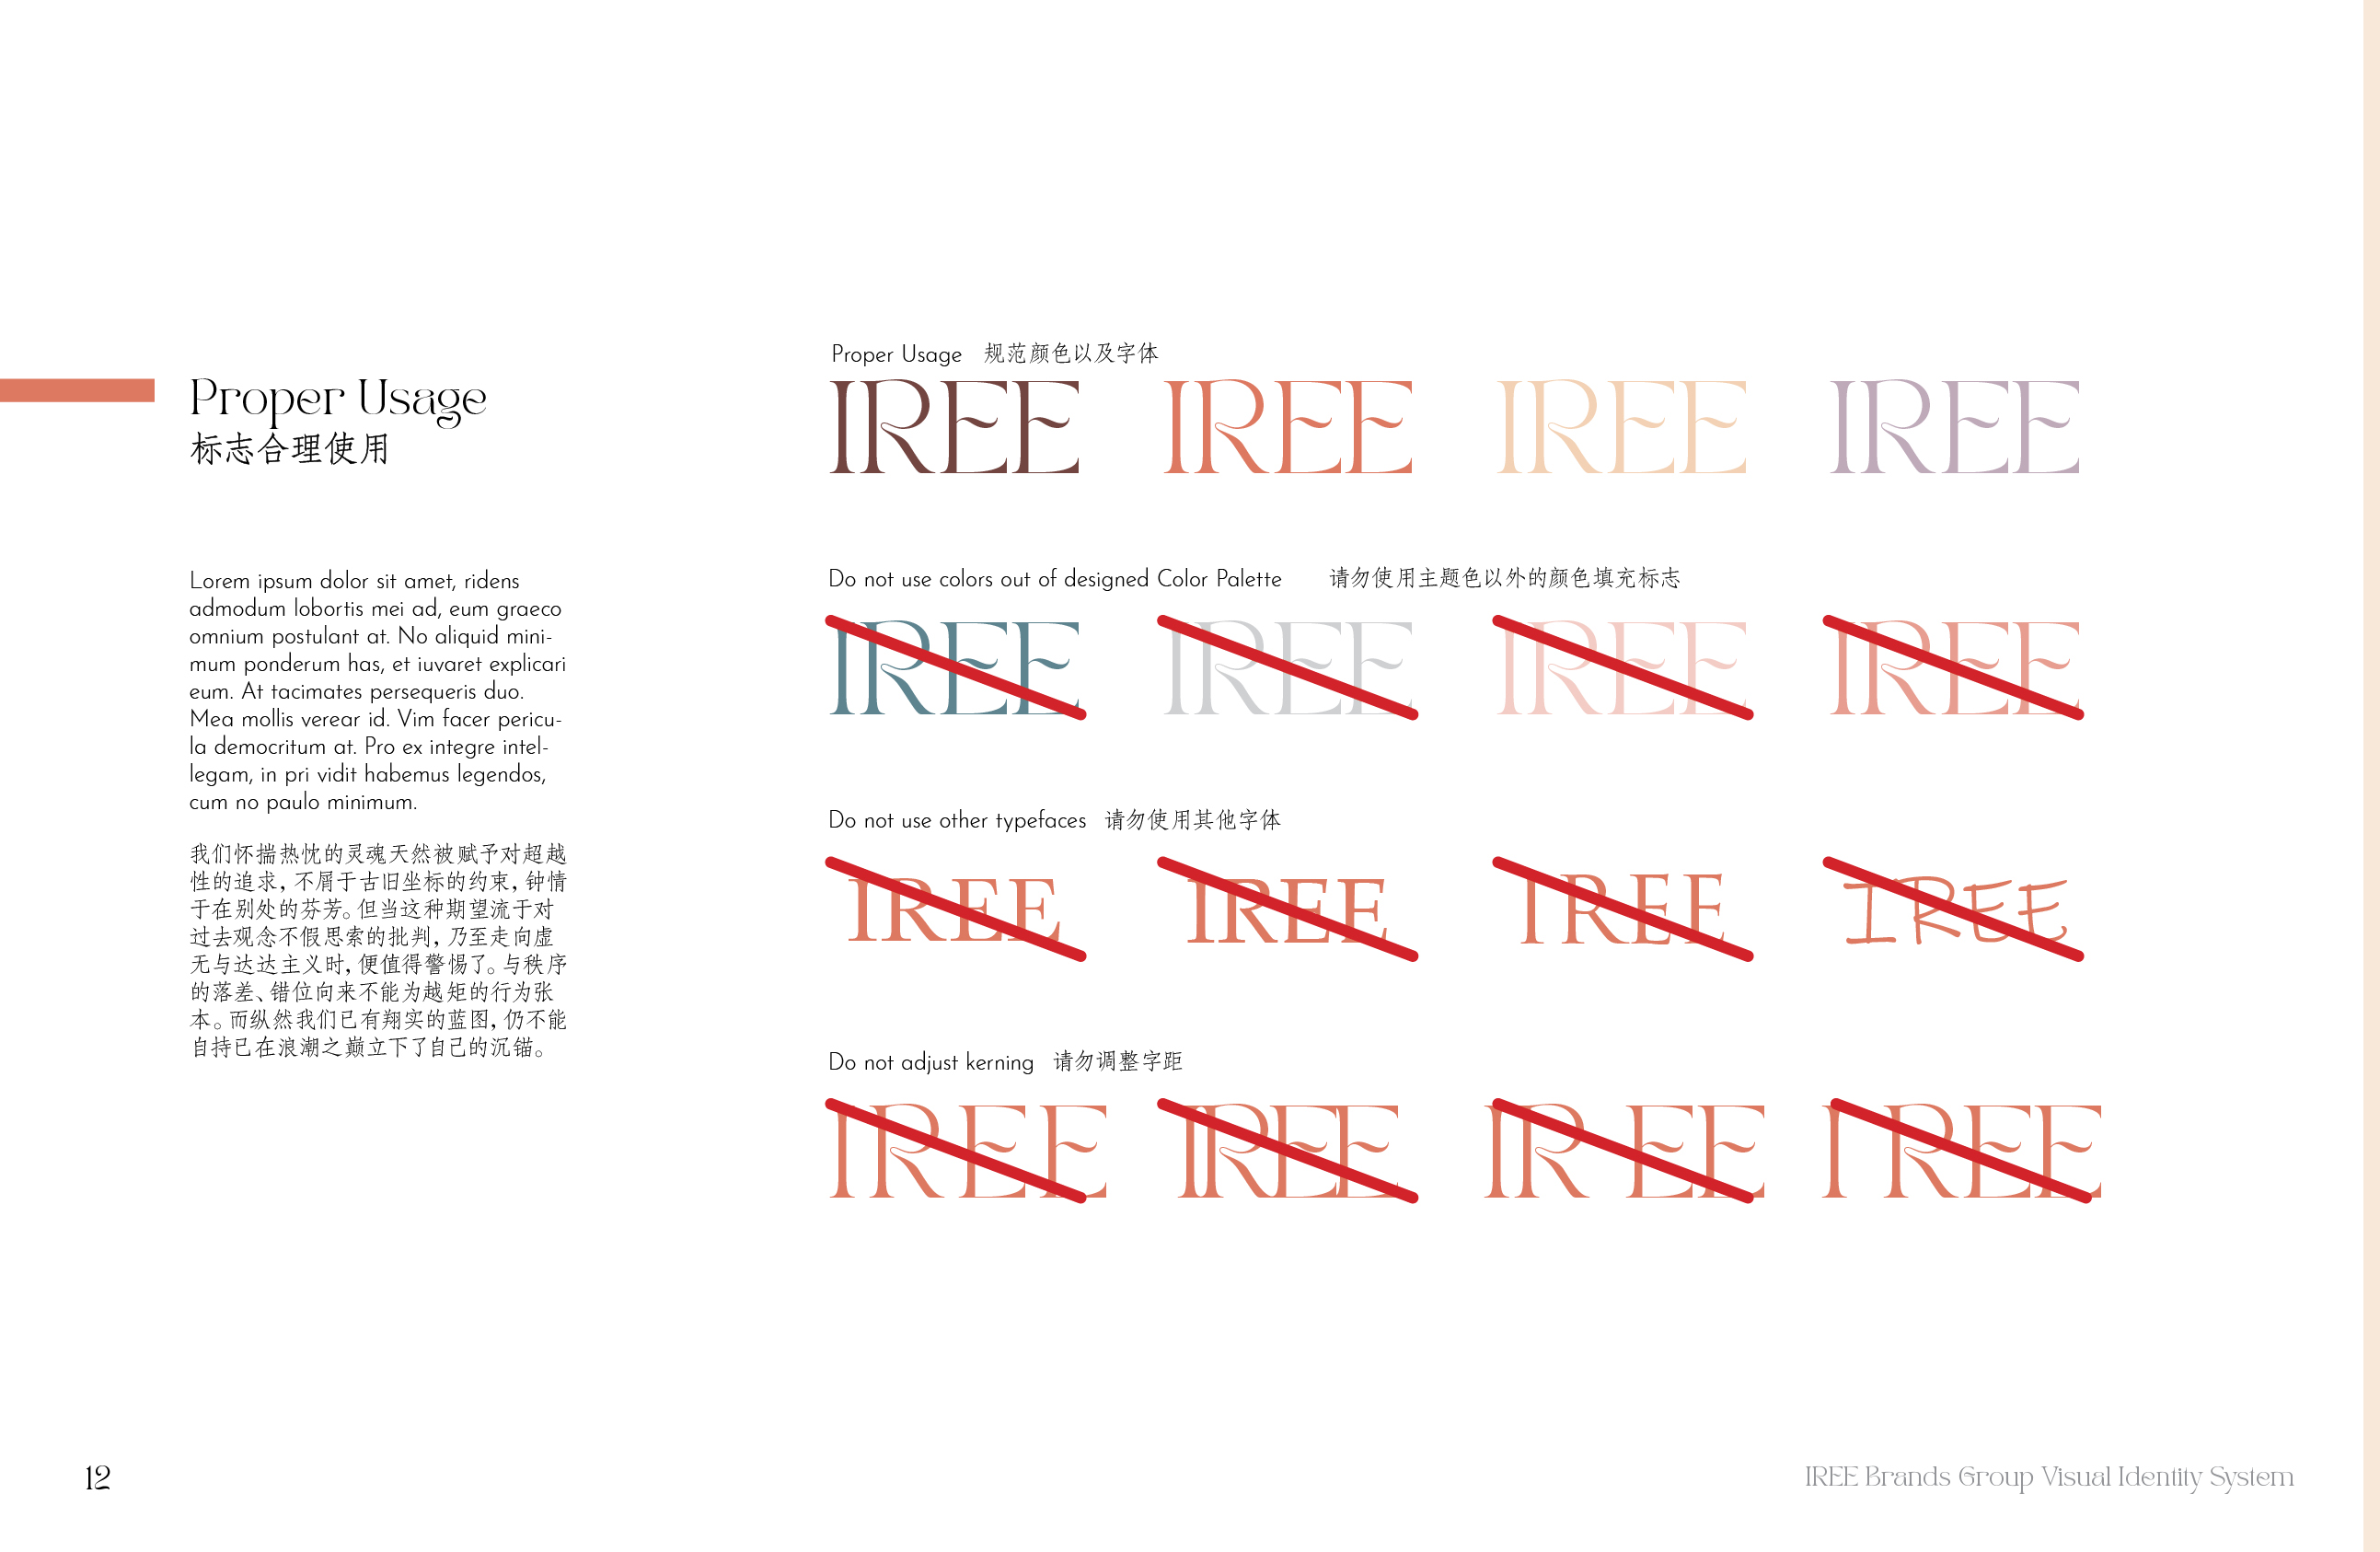 Proper Usage
标志合理使用
Lorem ipsum dolor sit amet, ridens
admodum lobortis mei ad, eum graeco
omnium postulant at. No aliquid mini-
mum ponderum has, et iuvaret explicari
eum. At tacimates persequeris duo.
Mea mollis verear id. Vim facer pericu-
la democritum at. Pro ex integre intel-
legam, in pri vidit habemus legendos,
cum no paulo minimum.
我们怀揣热忱的灵魂天然被赋予对超越
性的追求，不屑于古旧坐标的约束，钟情
于在别处的芬芳。但当这种期望流于对
过去观念不假思索的批判，乃至走向虚
无与达达主义时，便值得警惕了。与秩序
的落差、错位向来不能为越矩的行为张
本。而纵然我们已有翔实的蓝图，仍不能
自持已在浪潮之巅立下了自己的沉锚。
Proper Usage 规范颜色以及字体
IREE IREE IREE IREE
Do not use colors out of designed Color Palette 请勿使用主题色以外的颜色填充标志
IREE IREE IREE IREE
Do not use other typefaces 请勿使用其他字体
IREE IREE IREE IREE
Do not adjust kerning 请勿调整字距
IREE IREE IREE IREE
12
IREE Brands Group Visual Identity System